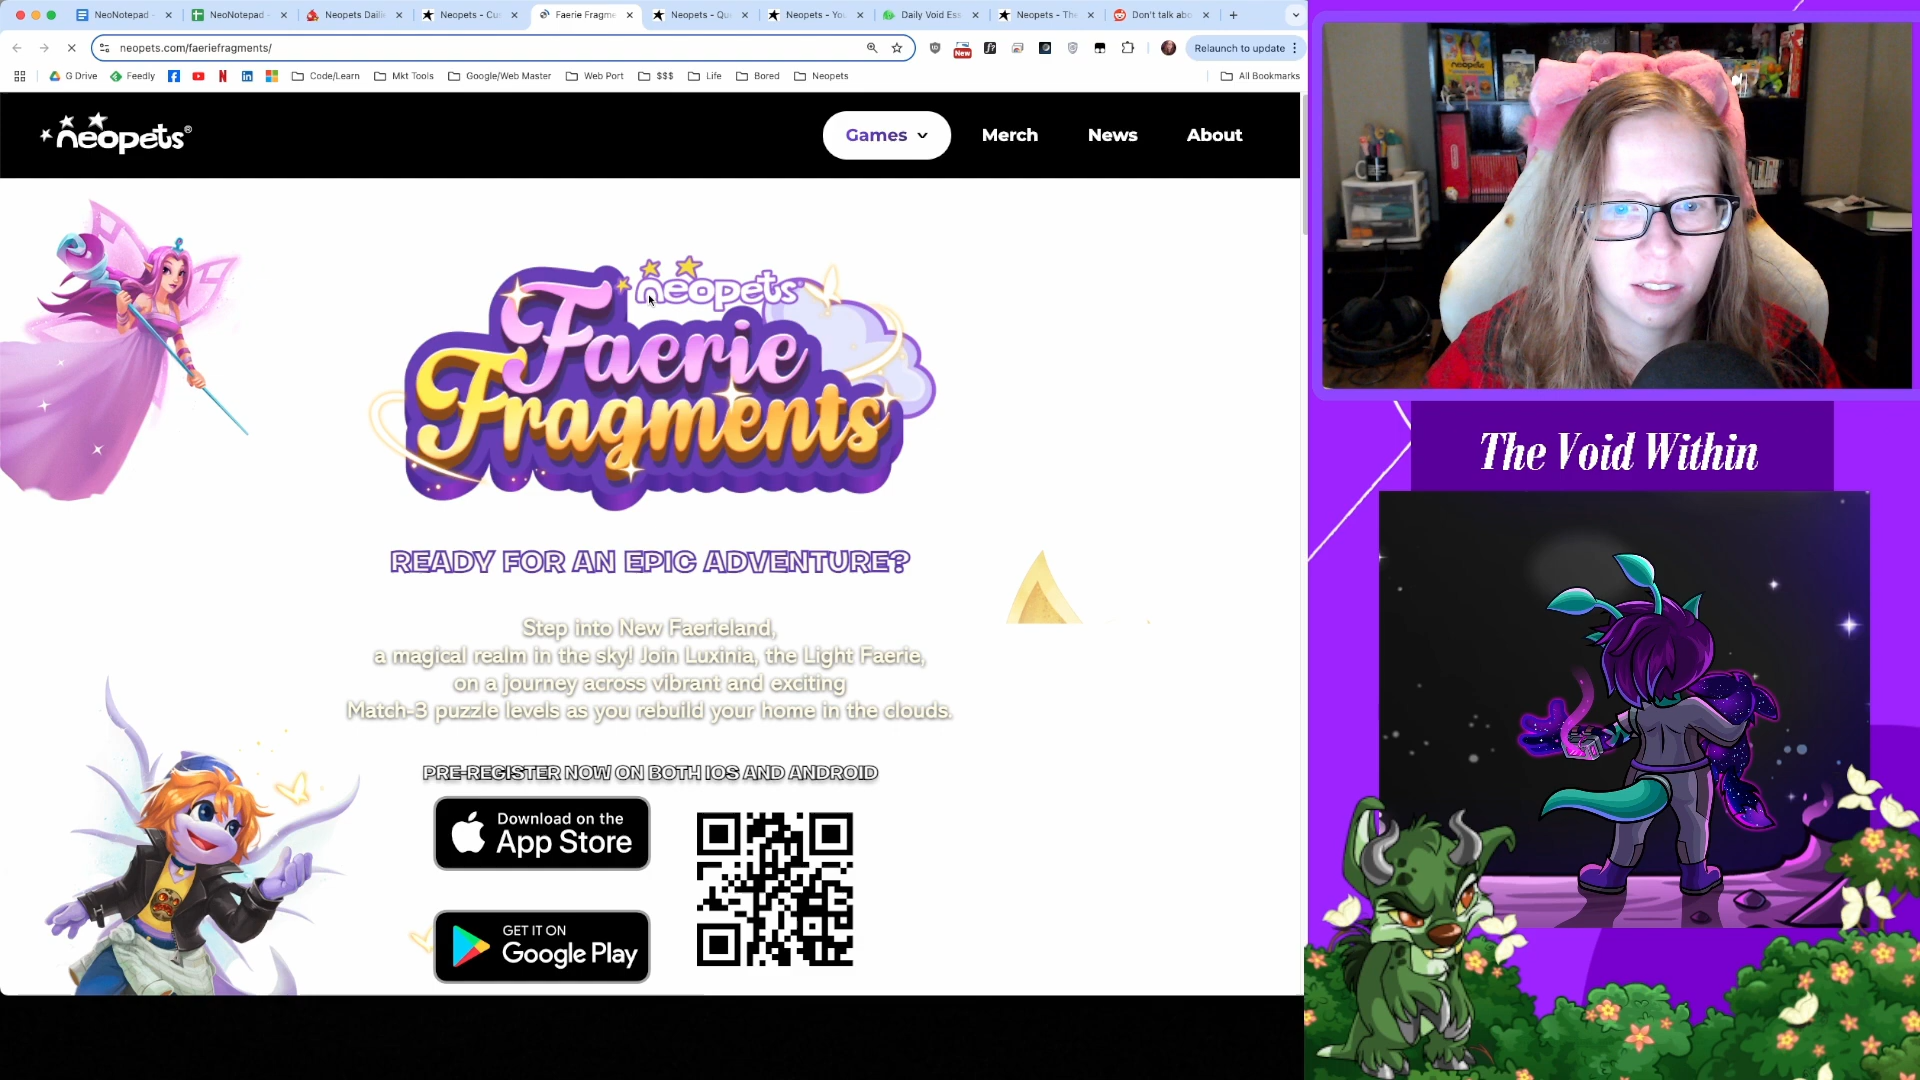 NeoNotepad -
NeoNotepad -
Neopets Daili
Neopets - Cu
Faerie Fragme
Neopets - Qu
Neopets - You
Daily Void Ess
Neopets - The
Don't talk abo
neopets.com/faeriefragments/
New
Relaunch to update
G Drive
Feedly
Code/Learn
Mkt Tools
Google/Web Master
Web Port
$$$
Life
Bored
Neopets
All Bookmarks
neopets®
Games
Merch
News
About
neopets
Faerie
Fragments
READY FOR AN EPIC ADVENTURE?
Step into New Faerieland,
a magical realm in the sky! Join Luxinia, the Light Faerie,
on a journey across vibrant and exciting
Match-3 puzzle levels as you rebuild your home in the clouds.
PRE-REGISTER NOW ON BOTH IOS AND ANDROID
Download on the
App Store
GET IT ON
Google Play
The Void Within